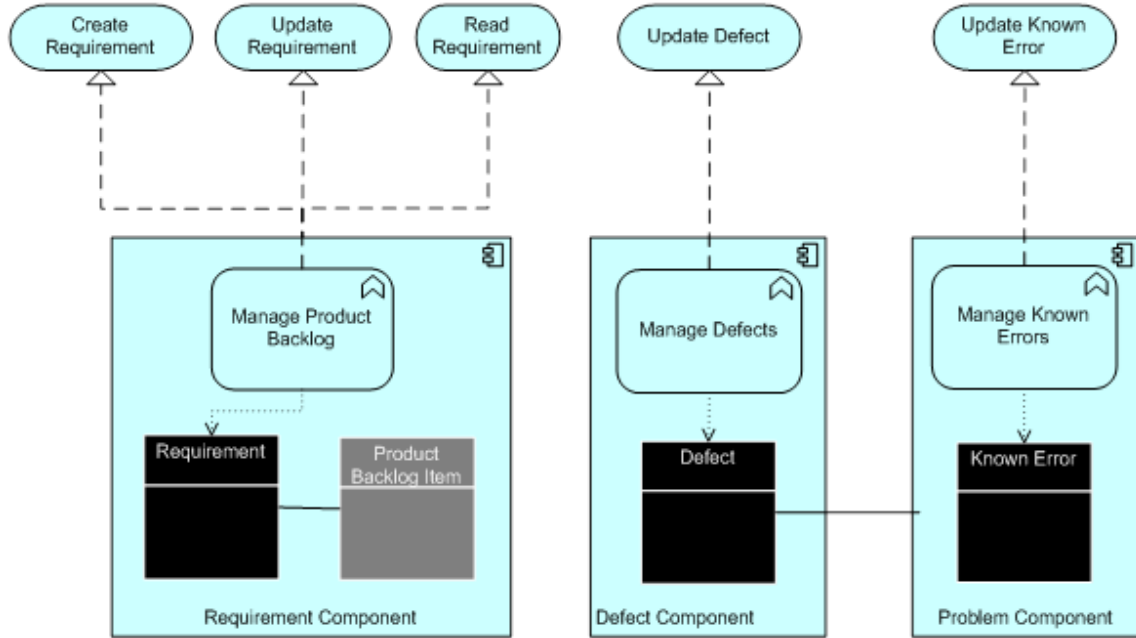 Create
Requirement
Update
Requirement
Read
Requirement
Update Defect
Update Known
Error
Manage Product
Backlog
Manage Defects
Manage Known
Errors
Requirement
Product
Backlog Item
Defect
Known Error
Requirement Component
Defect Component
Problem Component